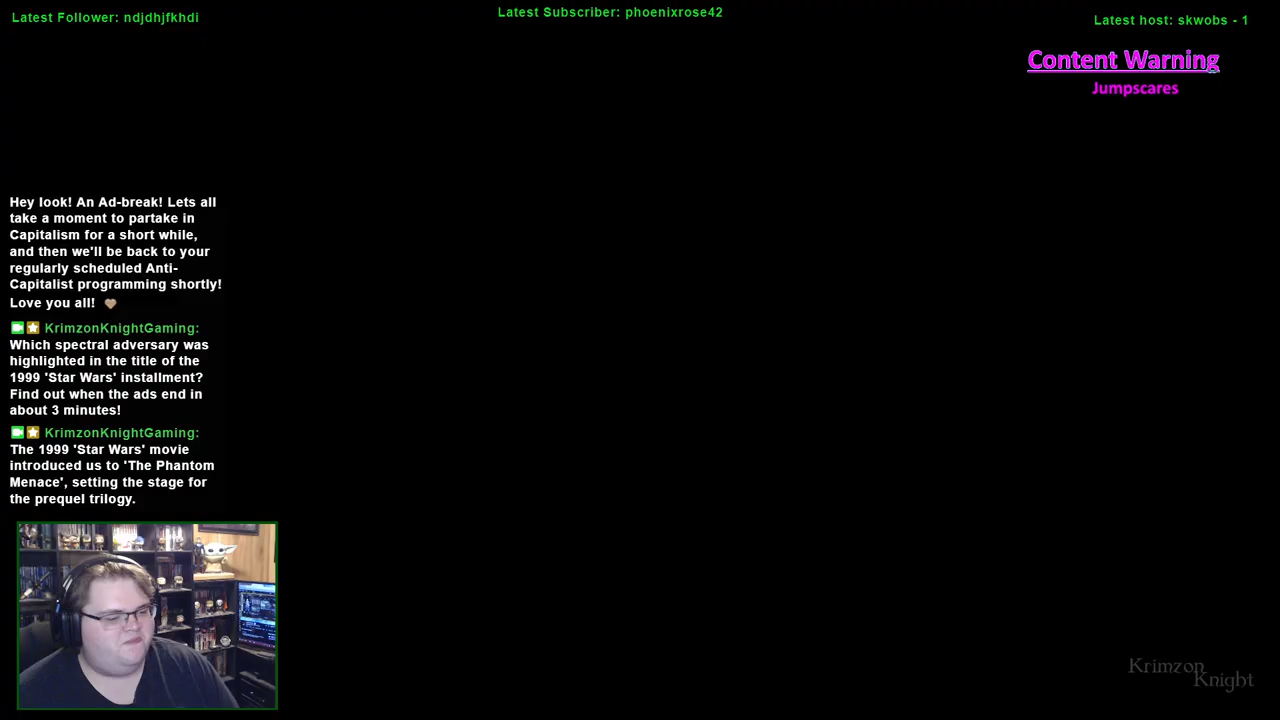 Latest Follower: ndjdhjfkhdi
Latest Subscriber: phoenixrose42
Latest host: skwobs - 1
Content Warning
Jumpscares
Hey look! An Ad-break! Lets all
take a moment to partake in
Capitalism for a short while,
and then we'll be back to your
regularly scheduled Anti-
Capitalist programming shortly!
Love you all!
KrimzonKnightGaming:
Which spectral adversary was
highlighted in the title of the
1999 'Star Wars' installment?
Find out when the ads end in
about 3 minutes!
KrimzonKnightGaming:
The 1999 'Star Wars' movie
introduced us to 'The Phantom
Menace', setting the stage for
the prequel trilogy.
Krimzon
Knight